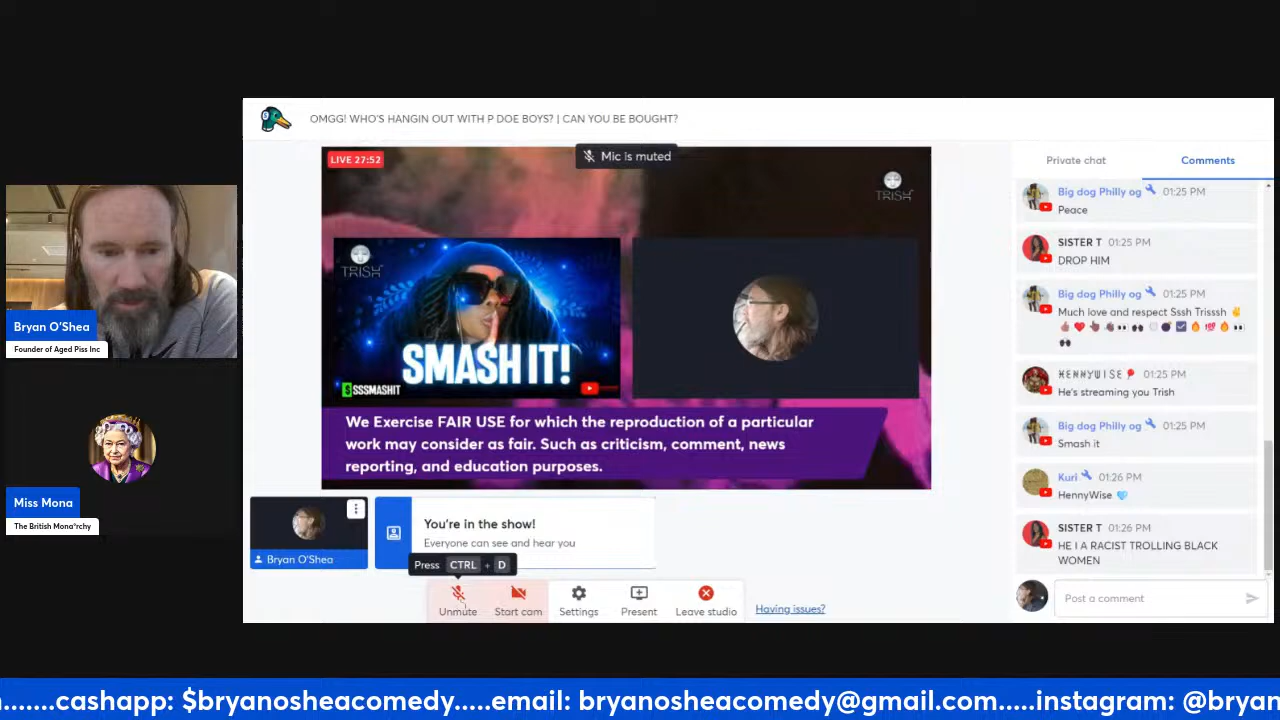 OMGG! WHO'S HANGIN OUT WITH P DOE BOYS? | CAN YOU BE BOUGHT?
LIVE 27:52
Mic is muted
TRISH
TRISH
SMASH IT!
$ SSSMASHIT
We Exercise FAIR USE for which the reproduction of a particular
work may consider as fair. Such as criticism, comment, news
reporting, and education purposes.
Bryan O'Shea
Founder of Aged Piss Inc
Miss Mona
The British Mona*rchy
Bryan O'Shea
You're in the show!
Everyone can see and hear you
Press CTRL + D
Unmute
Start cam
Settings
Present
Leave studio
Having issues?
Private chat
Comments
Big dog Philly og 01:25 PM
Peace
SISTER T 01:25 PM
DROP HIM
Big dog Philly og 01:25 PM
Much love and respect Sssh Trisssh
HENNYWISE 01:25 PM
He's streaming you Trish
Big dog Philly og 01:25 PM
Smash it
Kuri 01:26 PM
HennyWise
SISTER T 01:26 PM
HE I A RACIST TROLLING BLACK
WOMEN
Post a comment
.......cashapp: $bryanosheacomedy.....email: bryanosheacomedy@gmail.com.....instagram: @bryan